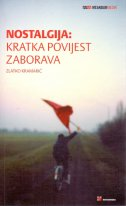 NOSTALGIJA:
KRATKA POVIJEST
ZABORAVA
ZLATKO KRAMARIĆ